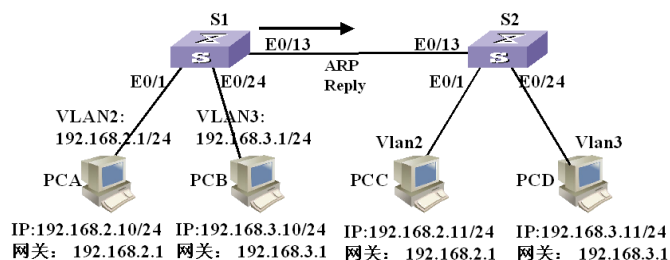 S1
S2
E0/13
E0/13
ARP
Reply
E0/1
E0/24
E0/1
E0/24
VLAN2:
192.168.2.1/24
VLAN3:
192.168.3.1/24
Vlan2
Vlan3
PCA
PCB
PCC
PCD
IP:192.168.2.10/24
网关: 192.168.2.1
IP:192.168.3.10/24
网关: 192.168.3.1
IP:192.168.2.11/24
网关: 192.168.2.1
IP:192.168.3.11/24
网关: 192.168.3.1